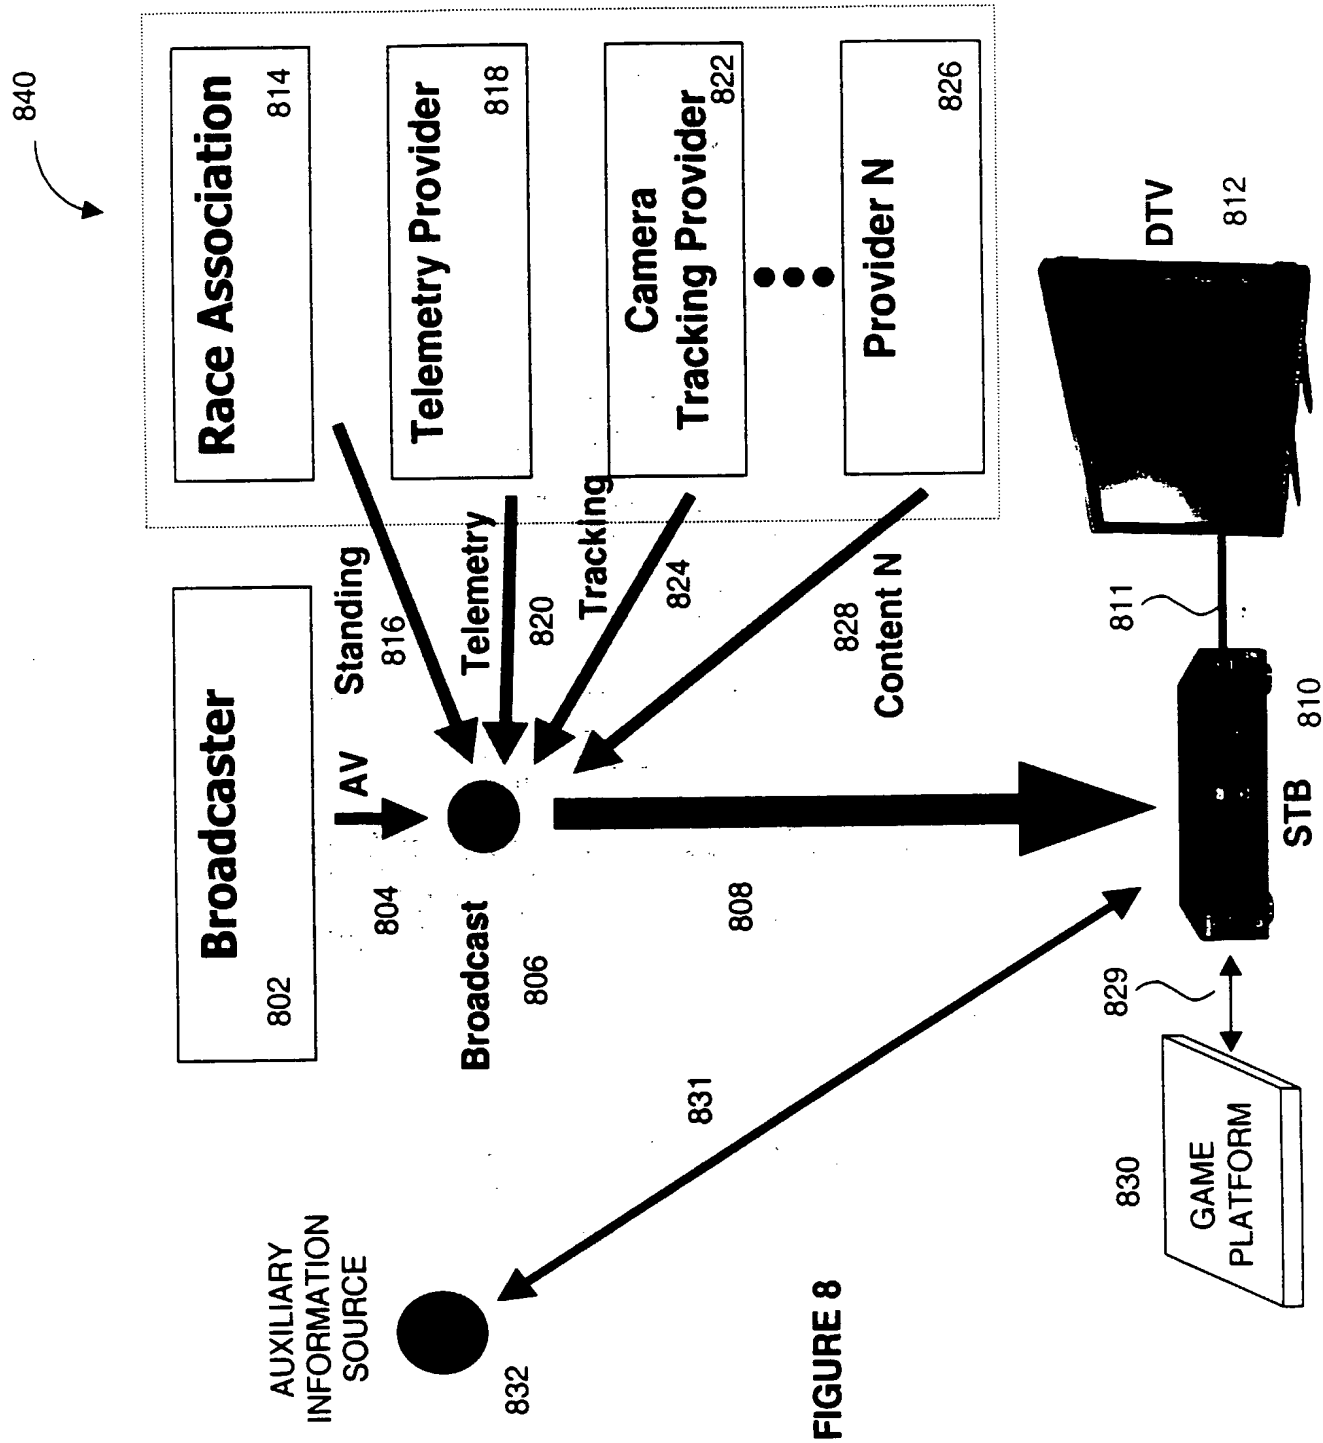 840
Broadcaster
802
Race Association
814
Telemetry Provider
818
Camera
Tracking Provider
822
Provider N
826
AV
804
Standing
816
Telemetry
820
Tracking
824
828
Content N
Broadcast
806
808
AUXILIARY
INFORMATION
SOURCE
832
831
GAME
PLATFORM
830
829
STB
810
811
DTV
812
FIGURE 8